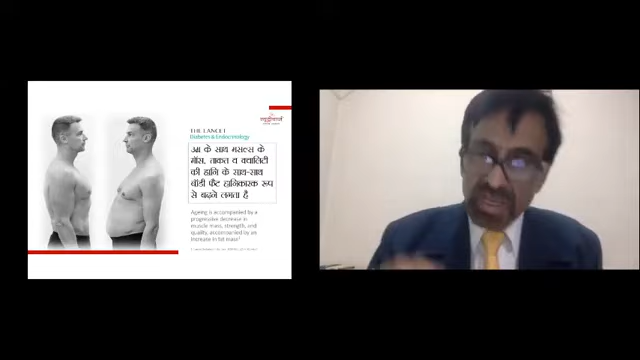 THE LANCET
Diabetes & Endocrinology
के साथ मसल्स के
मॉस, ताकत व क्वालिटी
की हानि के साथ-साथ
बॉडी फैट हानिकारक रूप
से बढ़ने लगता है
Ageing is accompanied by a
progressive decrease in
muscle mass, strength, and
quality, accompanied by an
increase in fat mass